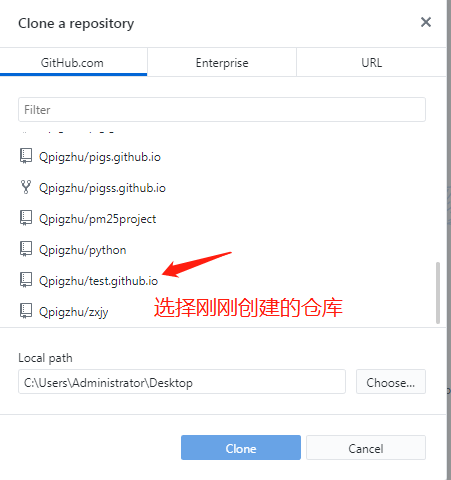 Clone a repository
GitHub.com
Enterprise
URL
Filter
Qpigzhu/pigs.github.io
Qpigzhu/pigss.github.io
Qpigzhu/pm25project
Qpigzhu/python
Qpigzhu/test.github.io
选择刚刚创建的仓库
Qpigzhu/zxjy
Local path
C:\Users\Administrator\Desktop
Choose...
Clone
Cancel